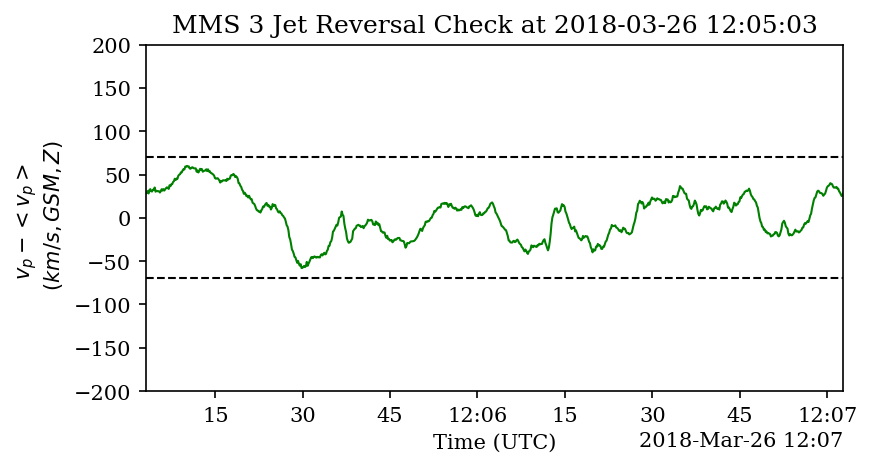 MMS 3 Jet Reversal Check at 2018-03-26 12:05:03
v_p − < v_p >
(km/s, GSM, Z)
200
150
100
50
0
−50
−100
−150
−200
15 30 45 12:06 15 30 45 12:07
Time (UTC)
2018-Mar-26 12:07